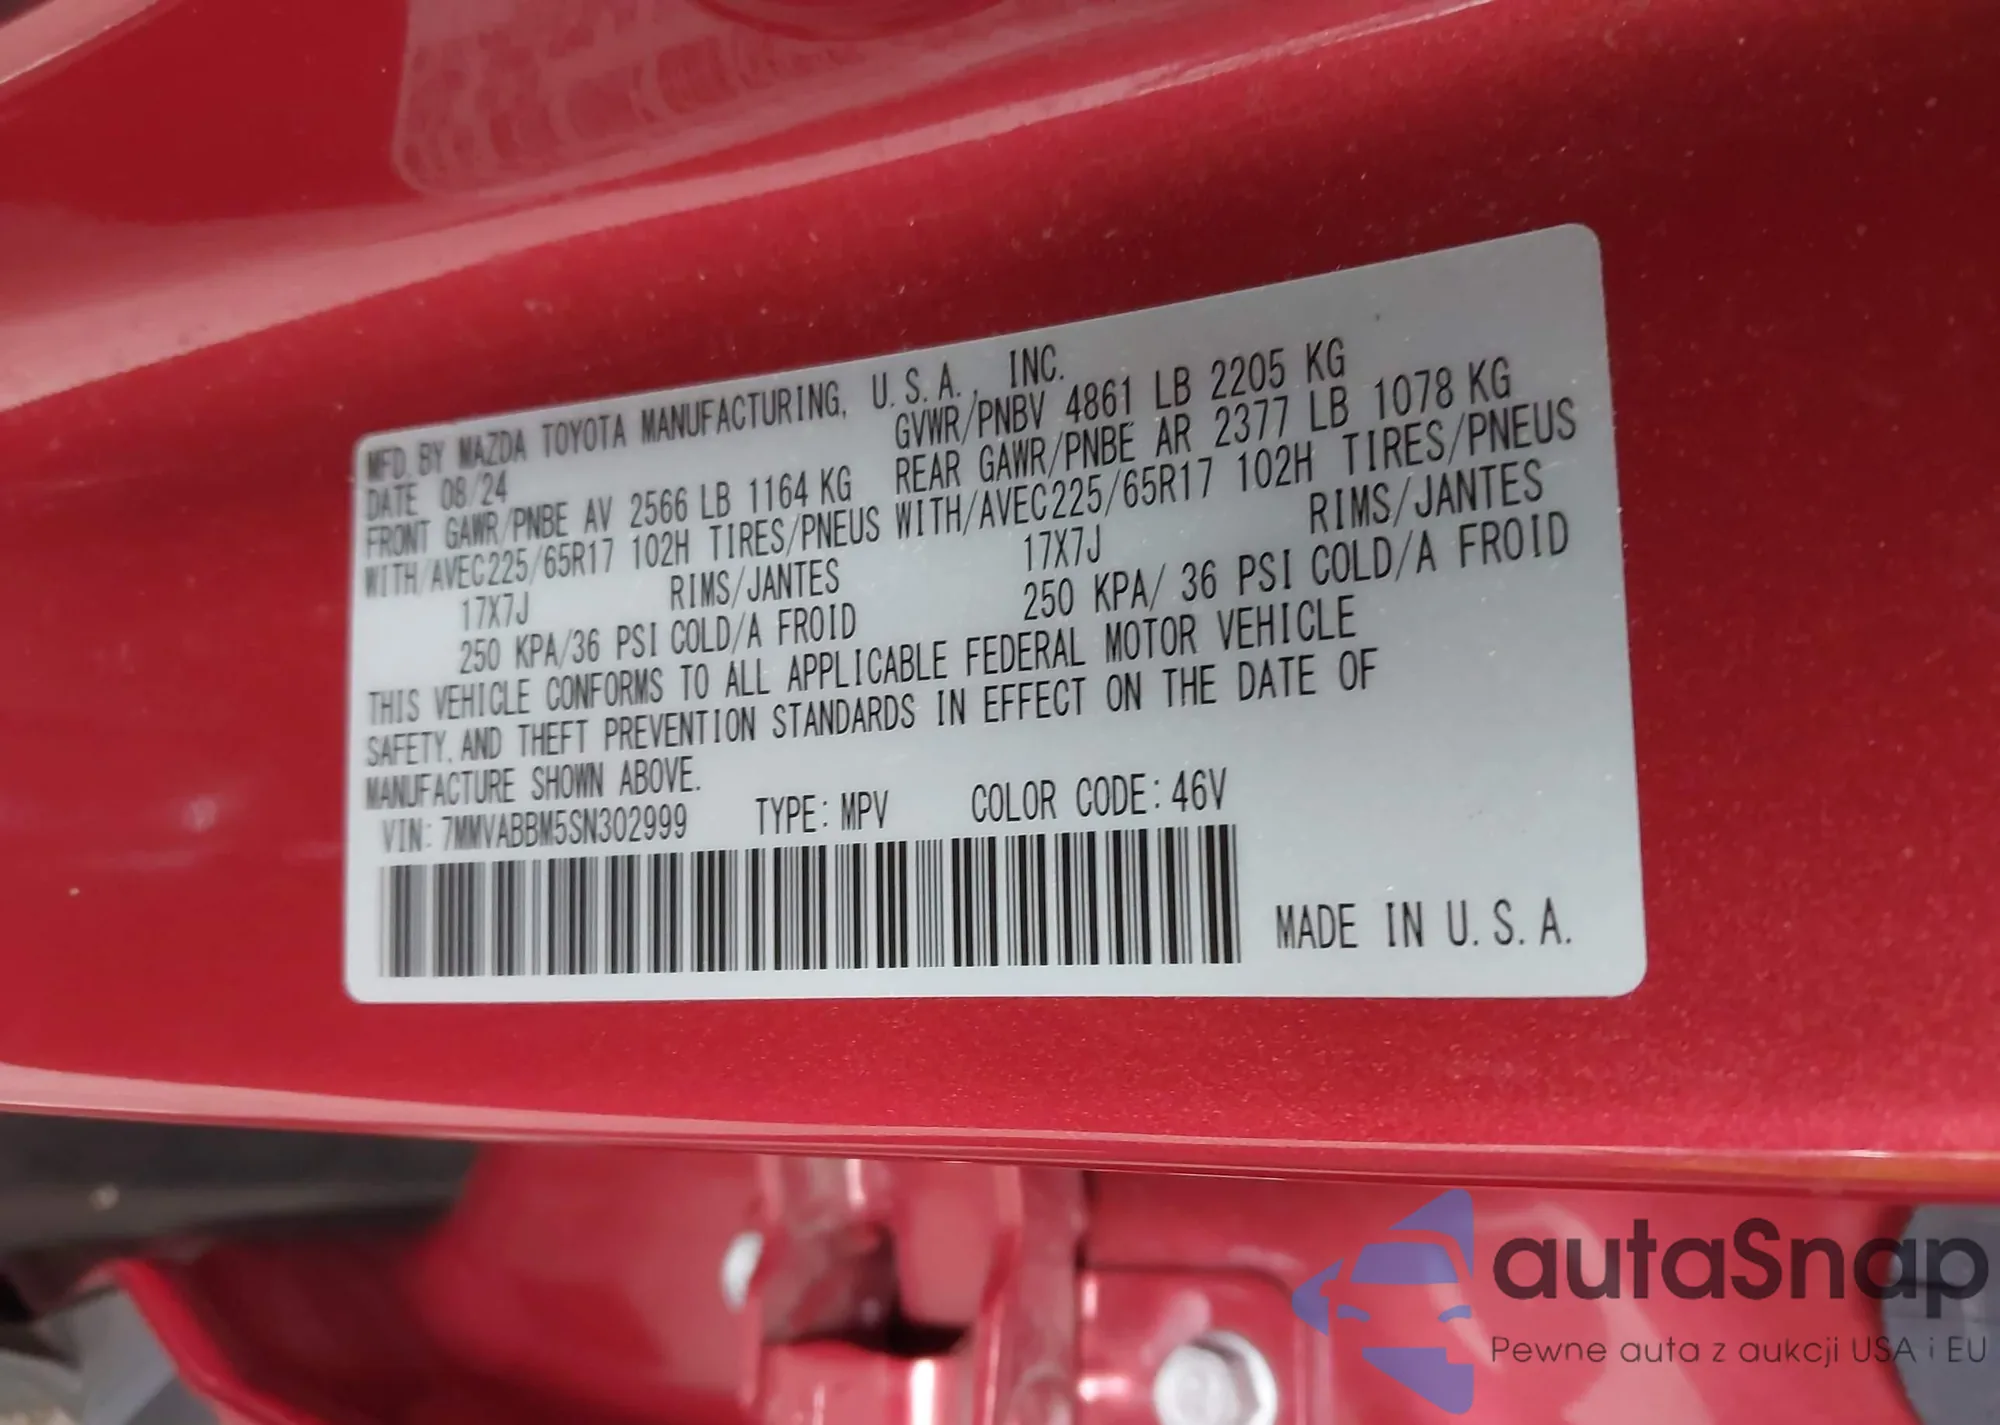 MFD. BY MAZDA TOYOTA MANUFACTURING, U.S.A., INC.
DATE 08/24 GVWR/PNBV 4861 LB 2205 KG
FRONT GAWR/PNBE AV 2566 LB 1164 KG REAR GAWR/PNBE AR 2377 LB 1078 KG
WITH/AVEC225/65R17 102H TIRES/PNEUS WITH/AVEC225/65R17 102H TIRES/PNEUS
17X7J RIMS/JANTES 17X7J RIMS/JANTES
250 KPA/36 PSI COLD/A FROID 250 KPA/ 36 PSI COLD/A FROID
THIS VEHICLE CONFORMS TO ALL APPLICABLE FEDERAL MOTOR VEHICLE
SAFETY, AND THEFT PREVENTION STANDARDS IN EFFECT ON THE DATE OF
MANUFACTURE SHOWN ABOVE.
VIN: 7MMVABBM5SN302999 TYPE: MPV COLOR CODE: 46V
MADE IN U.S.A.
autaSnap
Pewne auta z aukcji USA i EU